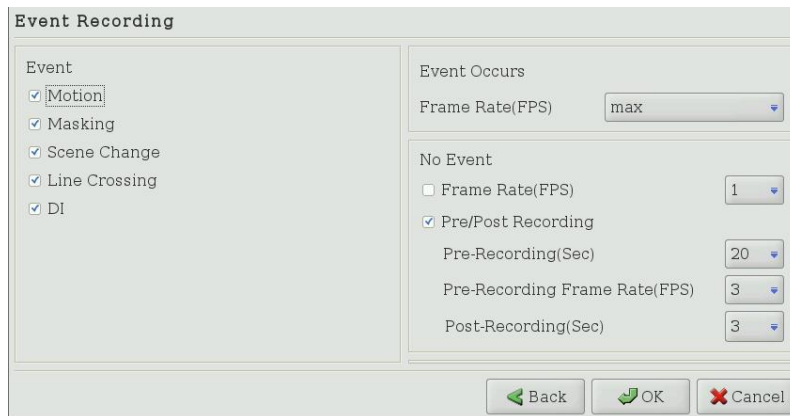 Event Recording
Event
Motion
Masking
Scene Change
Line Crossing
DI
Event Occurs
Frame Rate(FPS) max
No Event
Frame Rate(FPS) 1
Pre/Post Recording
Pre-Recording(Sec) 20
Pre-Recording Frame Rate(FPS) 3
Post-Recording(Sec) 3
Back OK Cancel